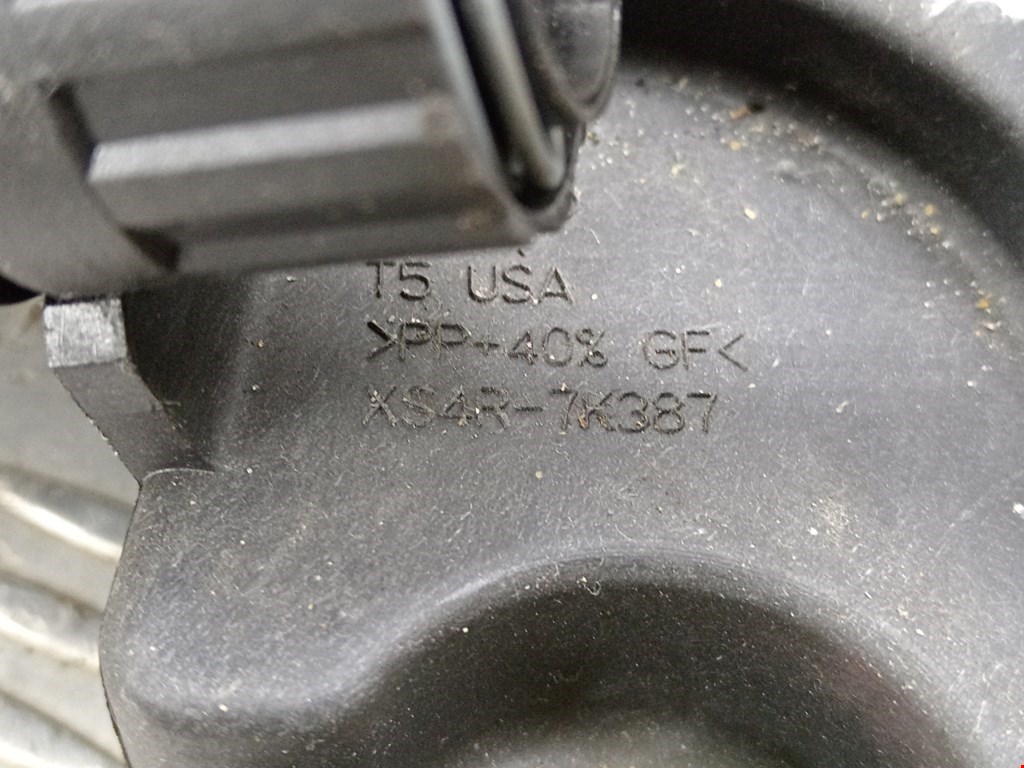 T5 USA
>PP+40% GF<
XS4R-7K387